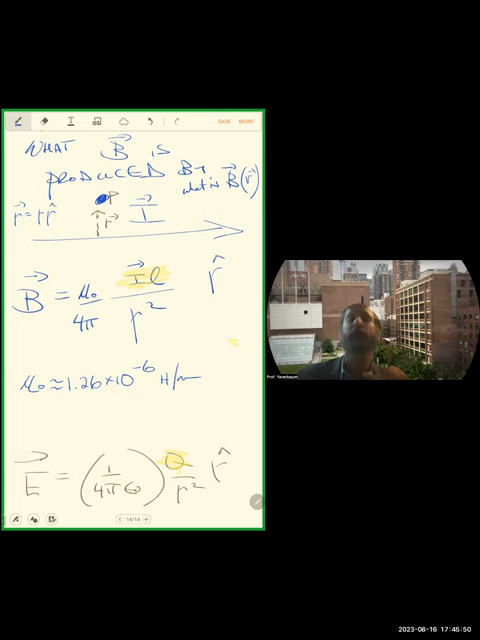 SAVE MORE
WHAT B⃗ IS
PRODUCED BY
what is B⃗(r⃗)
r⃗ = r r̂
P
r⃗
I⃗
B⃗ = μ₀/4π I⃗l/r² r̂
μ₀ ≈ 1.26×10⁻⁶ H/m
E⃗ = (1/4πϵ₀) Q/r² r̂
14/14
Prof. Yaverbaum
2023-08-16 17:45:50